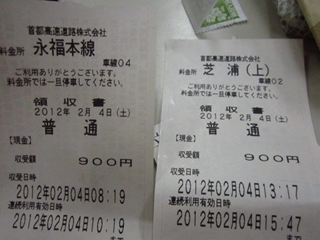 首都高速道路株式会社
料金所 永福本線
車線04
ご利用ありがとうございます。
料金所では一旦停車してください。
領収書
2012年 2月 4日(土)
普通
【現金】
収受額 900円
収受日時
2012年02月04日08:19
連続利用有効日時
2012年02月04日10:19
まで
首都高速道路株式会社
料金所 芝浦(上)
車線02
ご利用ありがとうございます。
料金所では一旦停車してください。
領収書
2012年 2月 4日(土)
普通
【現金】
収受額 900円
収受日時
2012年02月04日13:17
連続利用有効日時
2012年02月04日15:47
まで